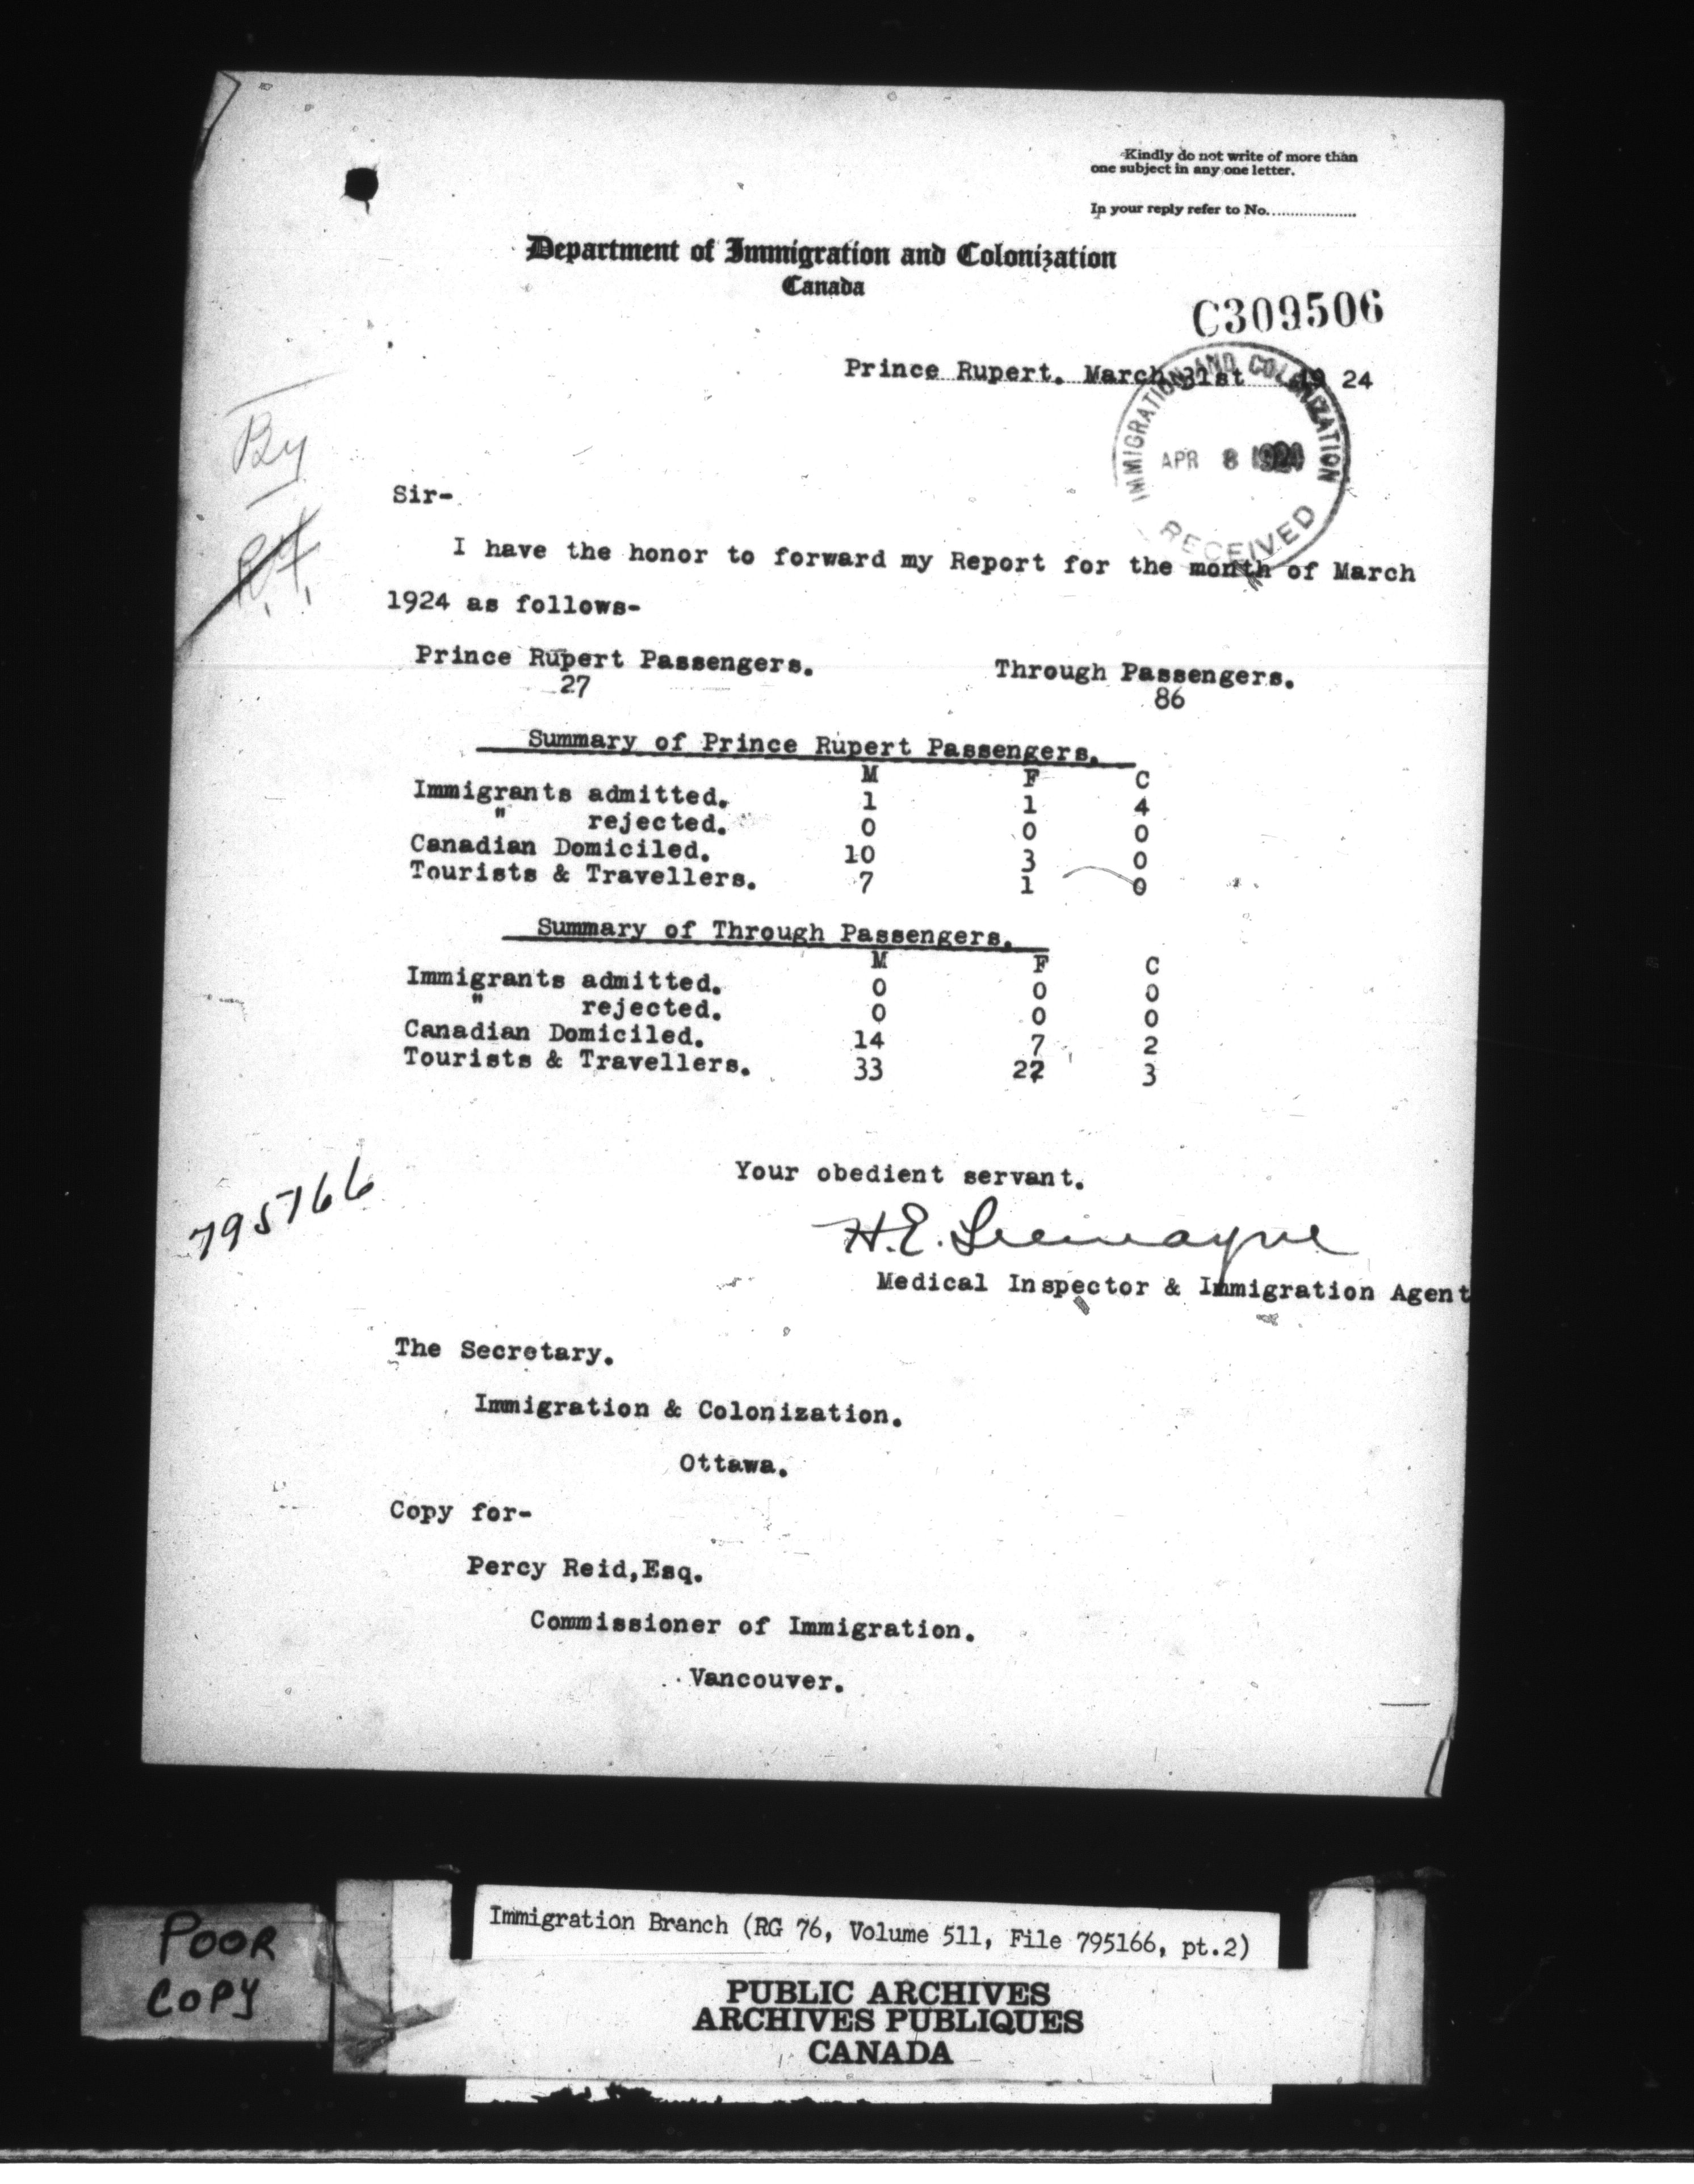 Kindly do not write of more than
one subject in any one letter.
In your reply refer to No...................
Department of Immigration and Colonization
Canada
C309506
Prince Rupert. March 31st 19 24
IMMIGRATION AND COLONIZATION
APR 8 1924
RECEIVED
By
Sir-
I have the honor to forward my Report for the month of March
1924 as follows-
Prince Rupert Passengers. Through Passengers.
27 86
Summary of Prince Rupert Passengers.
M F C
Immigrants admitted. 1 1 4
" rejected. 0 0 0
Canadian Domiciled. 10 3 0
Tourists & Travellers. 7 1 0
Summary of Through Passengers.
M F C
Immigrants admitted. 0 0 0
" rejected. 0 0 0
Canadian Domiciled. 14 7 2
Tourists & Travellers. 33 27 3
795166
Your obedient servant.
H.E. Tremayne
Medical Inspector & Immigration Agent
The Secretary.
Immigration & Colonization.
Ottawa.
Copy for-
Percy Reid,Esq.
Commissioner of Immigration.
Vancouver.
POOR
COPY
Immigration Branch (RG 76, Volume 511, File 795166, pt.2)
PUBLIC ARCHIVES
ARCHIVES PUBLIQUES
CANADA